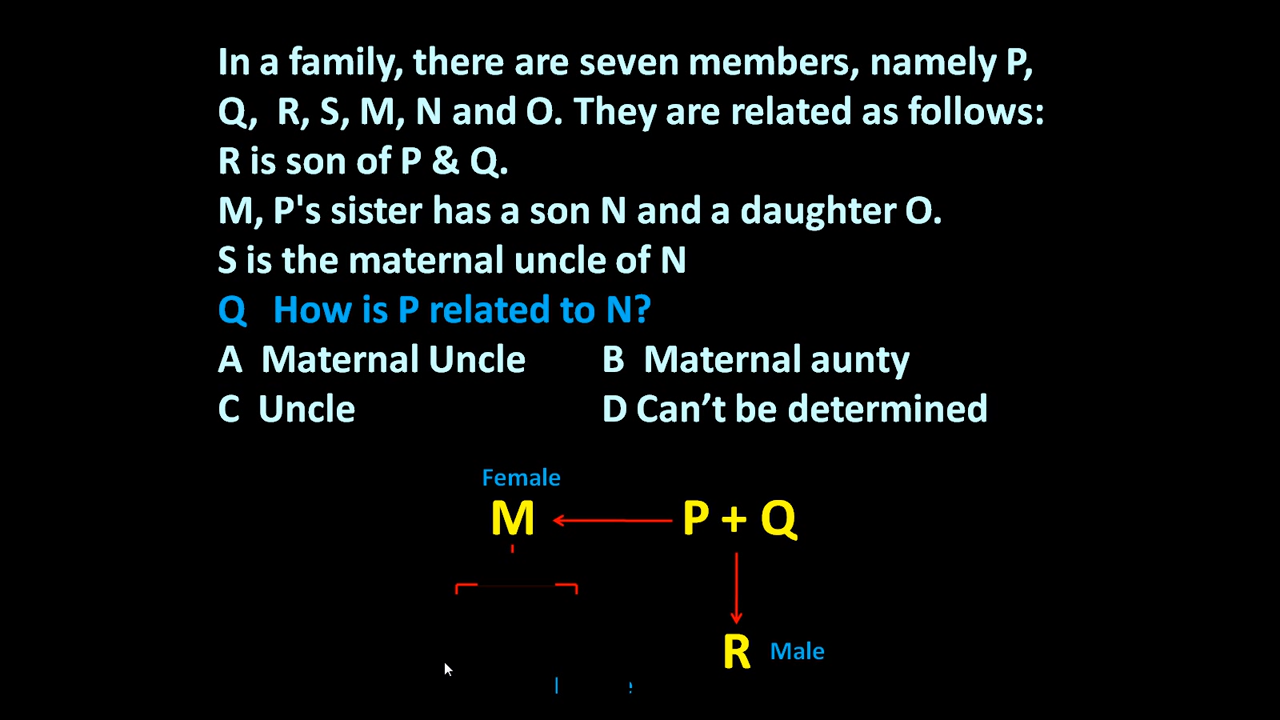 In a family, there are seven members, namely P,
Q, R, S, M, N and O. They are related as follows:
R is son of P & Q.
M, P's sister has a son N and a daughter O.
S is the maternal uncle of N
Q How is P related to N?
A Maternal Uncle B Maternal aunty
C Uncle D Can’t be determined
Female
M P + Q
R Male